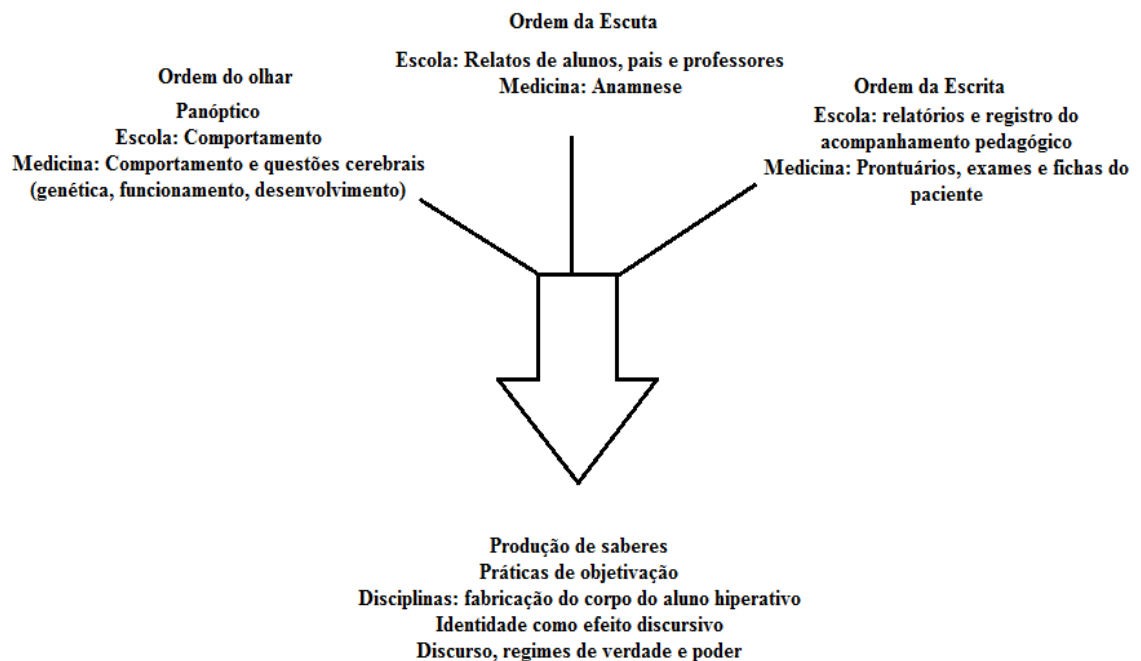 Ordem da Escuta
Escola: Relatos de alunos, pais e professores
Medicina: Anamnese
Ordem do olhar
Panóptico
Escola: Comportamento
Medicina: Comportamento e questões cerebrais
(genética, funcionamento, desenvolvimento)
Ordem da Escrita
Escola: relatórios e registro do
acompanhamento pedagógico
Medicina: Prontuários, exames e fichas do
paciente
Produção de saberes
Práticas de objetivação
Disciplinas: fabricação do corpo do aluno hiperativo
Identidade como efeito discursivo
Discurso, regimes de verdade e poder